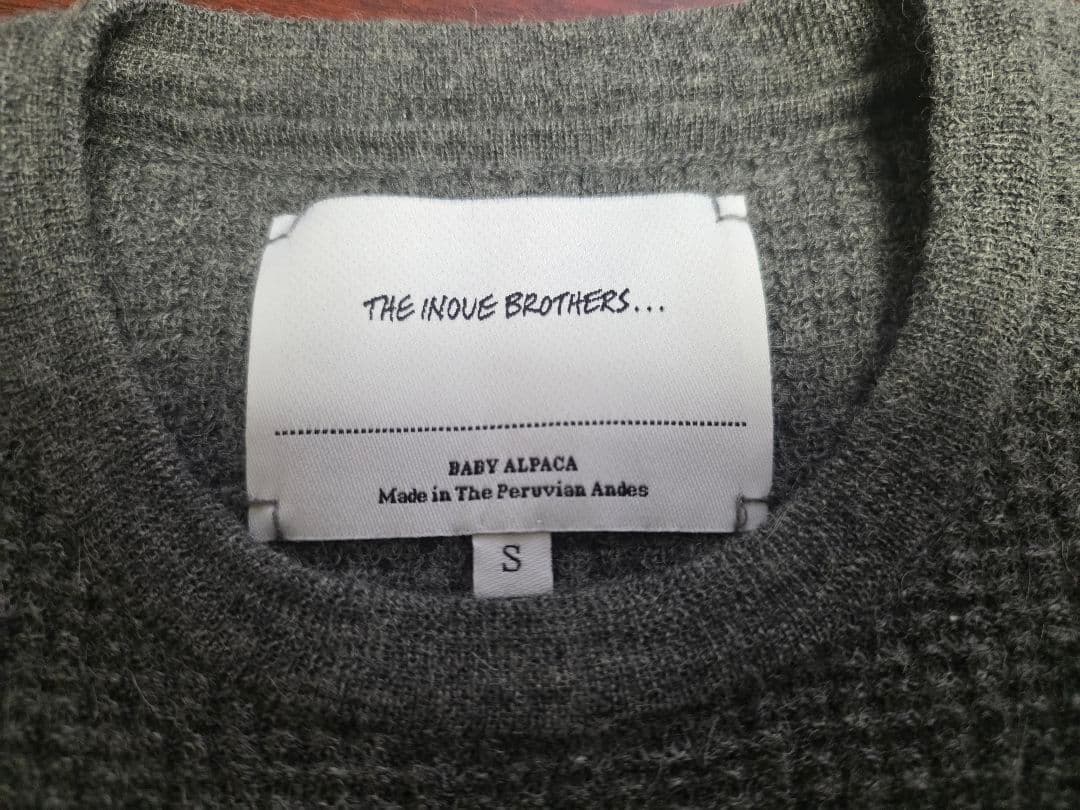 THE INOUE BROTHERS...
BABY ALPACA
Made in The Peruvian Andes
S